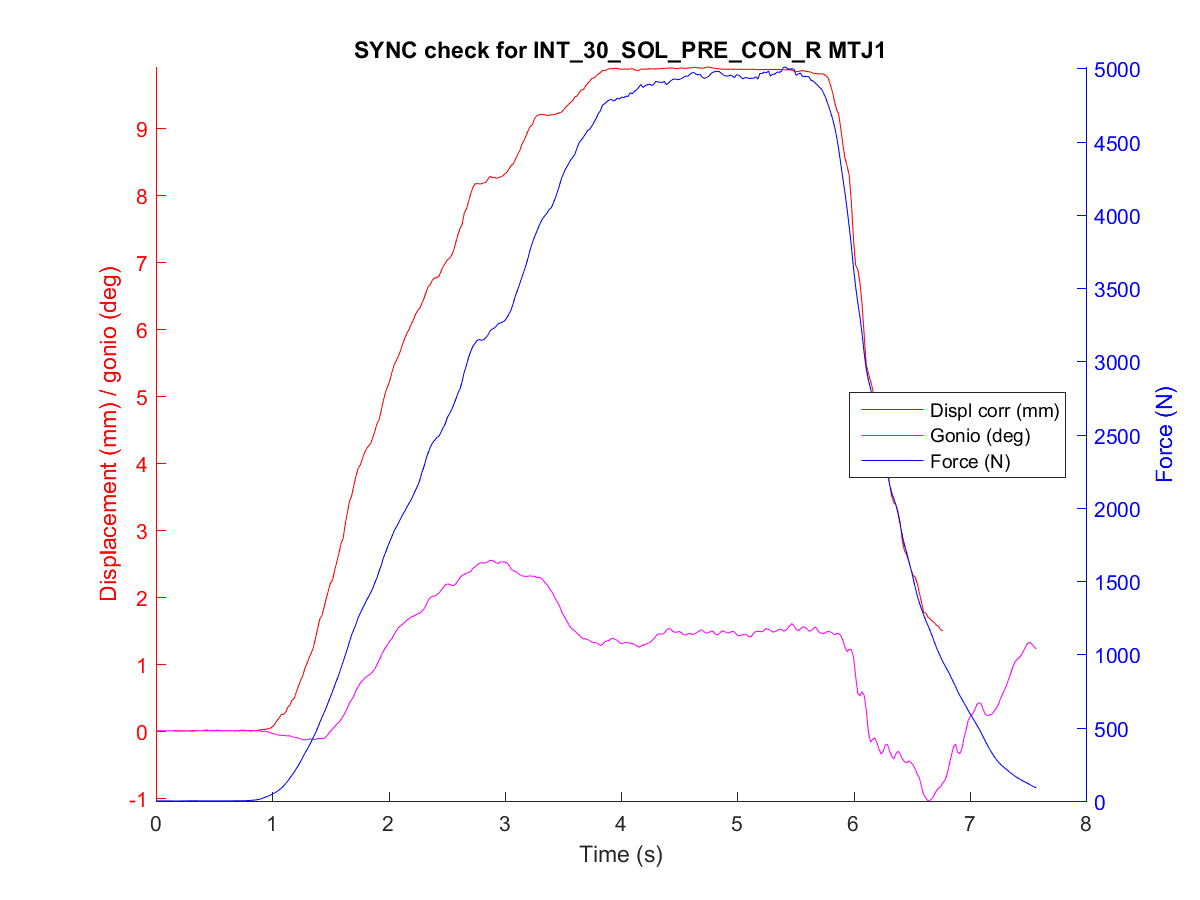 SYNC check for INT_30_SOL_PRE_CON_R MTJ1
Displacement (mm) / gonio (deg)
9
8
7
6
5
4
3
2
1
0
-1
5000
4500
4000
3500
3000
2500
2000
1500
1000
500
0
Force (N)
Displ corr (mm)
Gonio (deg)
Force (N)
0 1 2 3 4 5 6 7 8
Time (s)